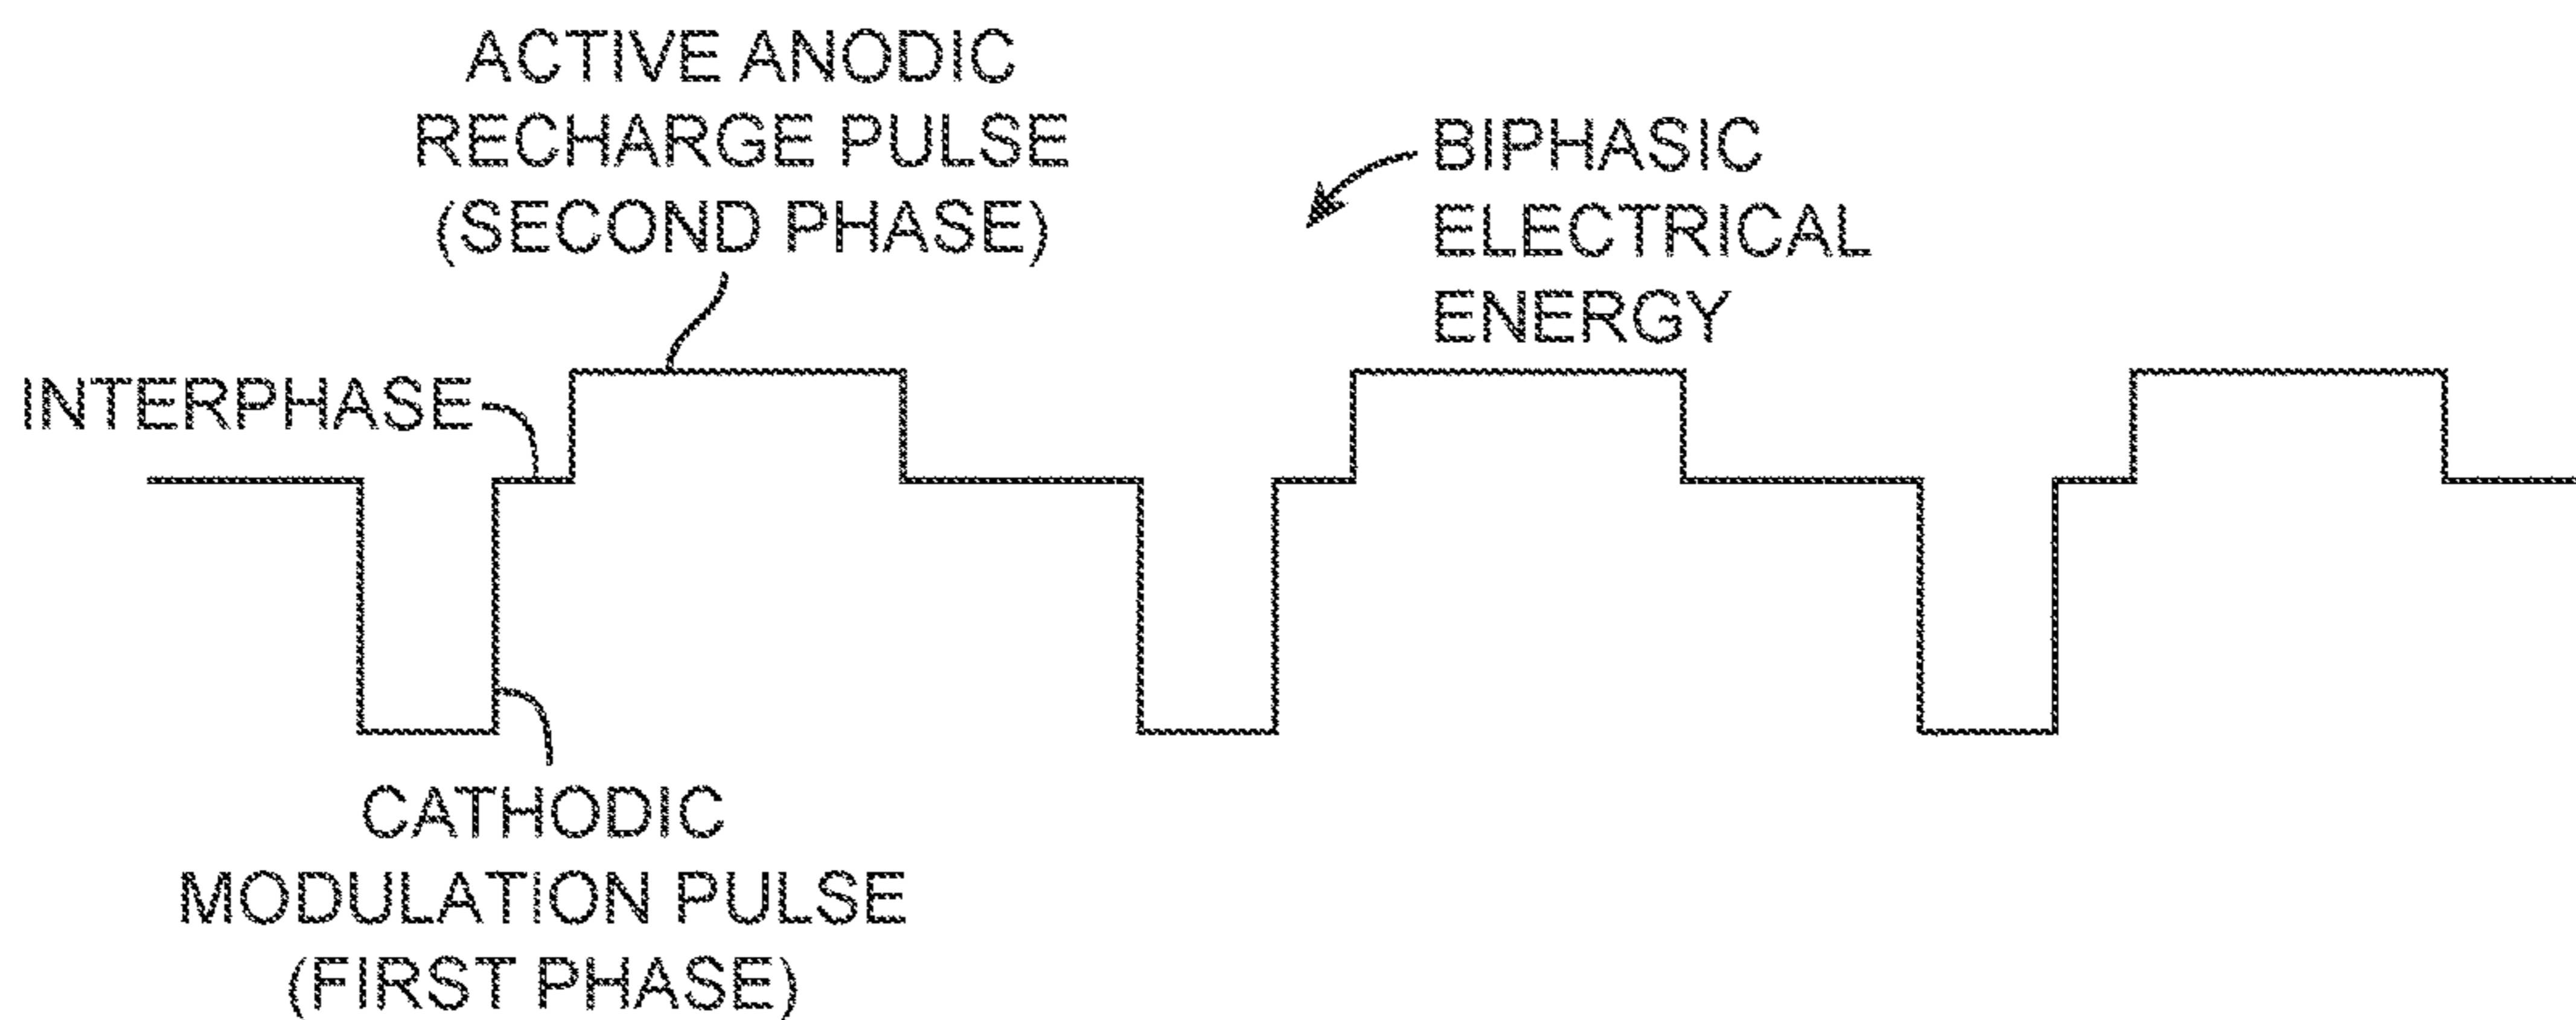 ACTIVE ANODIC
RECHARGE PULSE
(SECOND PHASE)
BIPHASIC
ELECTRICAL
ENERGY
INTERPHASE
CATHODIC
MODULATION PULSE
(FIRST PHASE)